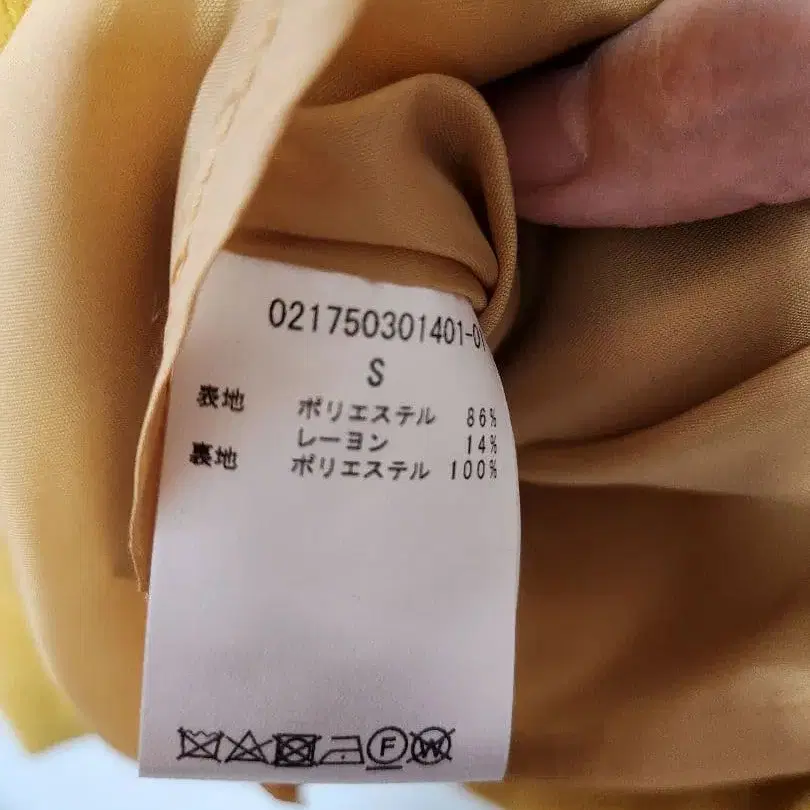 021750301401-01
S
表地 ポリエステル 86%
レーヨン 14%
裏地 ポリエステル 100%
F W